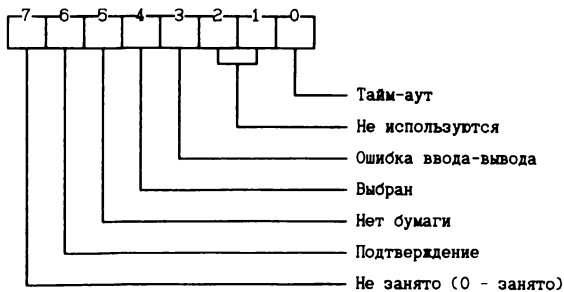 7 6 5 4 3 2 1 0
Тайм-аут
Не используются
Ошибка ввода-вывода
Выбран
Нет бумаги
Подтверждение
Не занято (0 - занято)